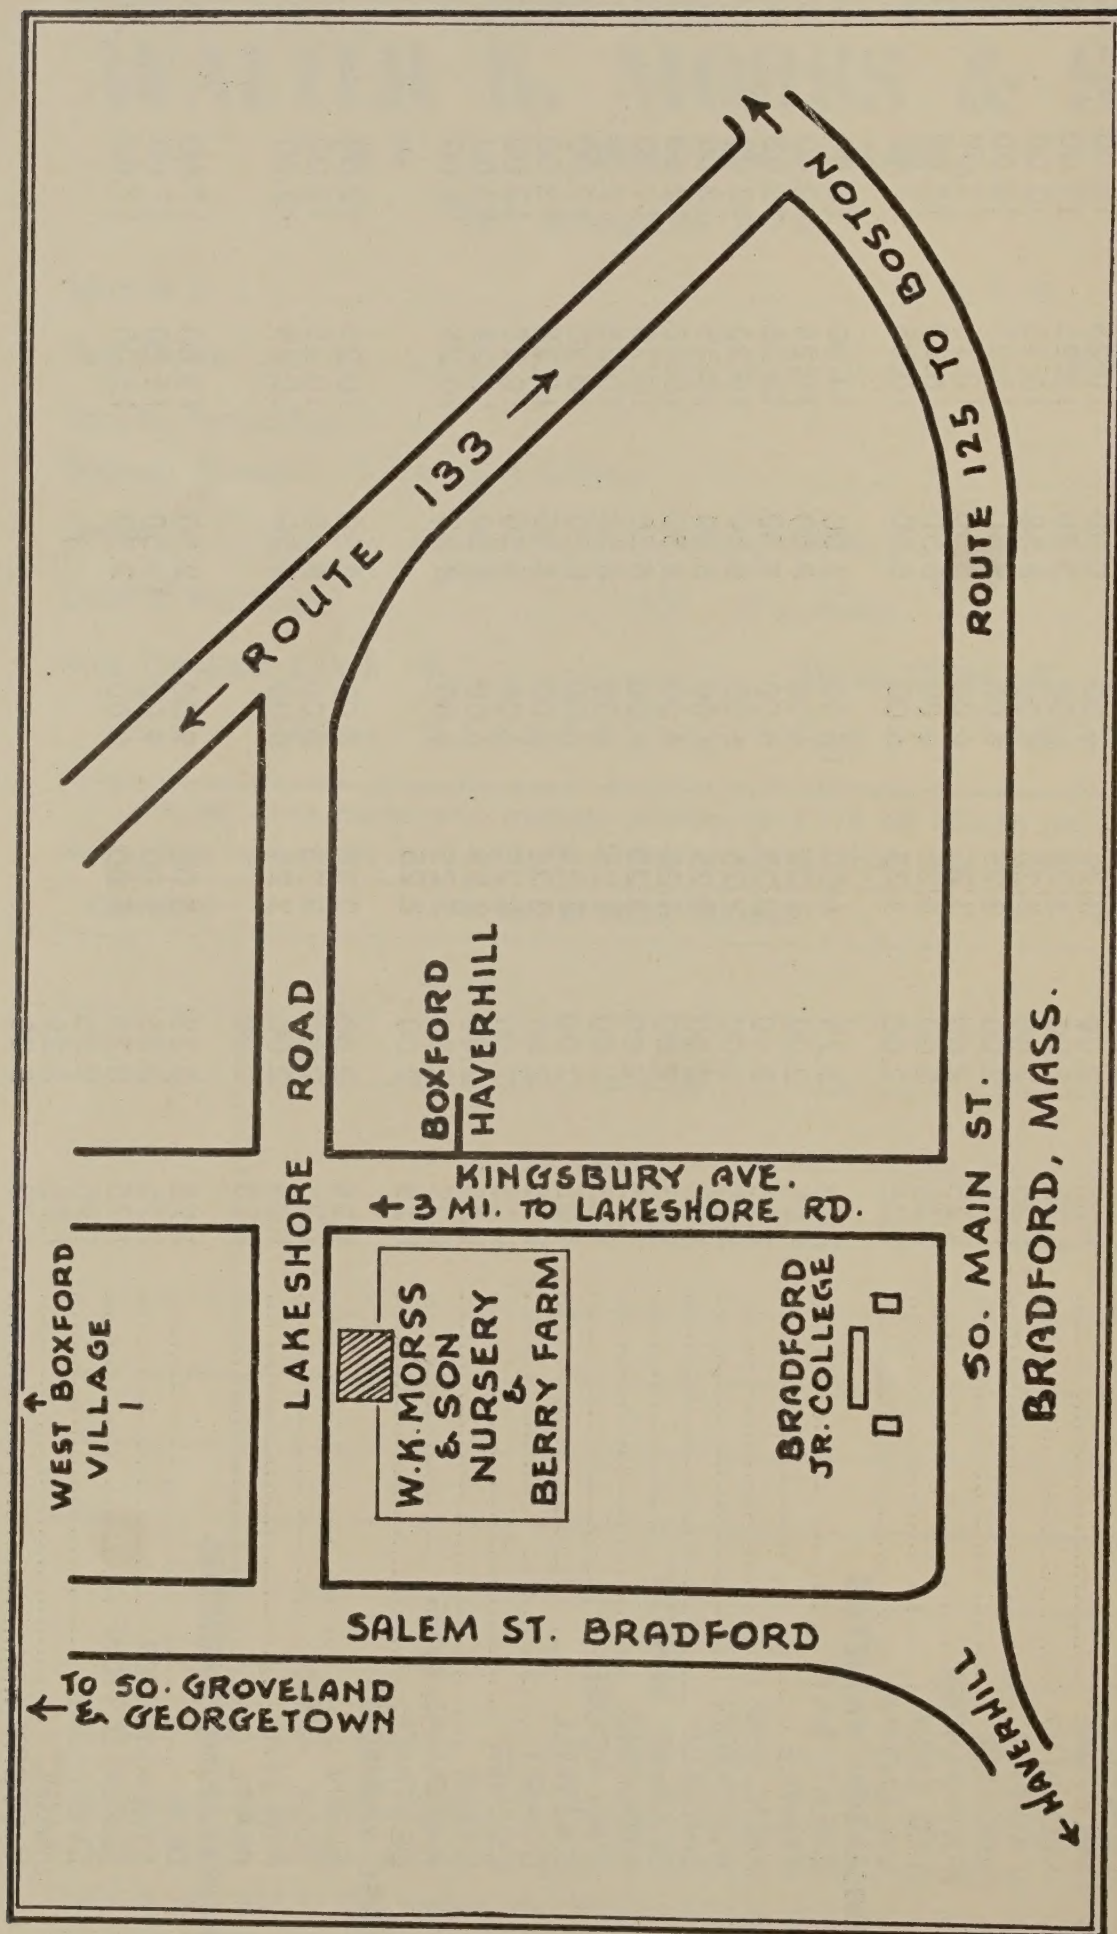 ROUTE 125 TO BOSTON
ROUTE 133
LAKESHORE ROAD
BOXFORD
HAVERHILL
KINGSBURY AVE.
3 MI. TO LAKESHORE RD.
WEST BOXFORD
VILLAGE
W.K. MORSS
& SON
NURSERY
&
BERRY FARM
BRADFORD
JR. COLLEGE
SO. MAIN ST.
BRADFORD, MASS.
SALEM ST. BRADFORD
TO SO. GROVELAND
& GEORGETOWN
HAVERHILL
HAVERHILL